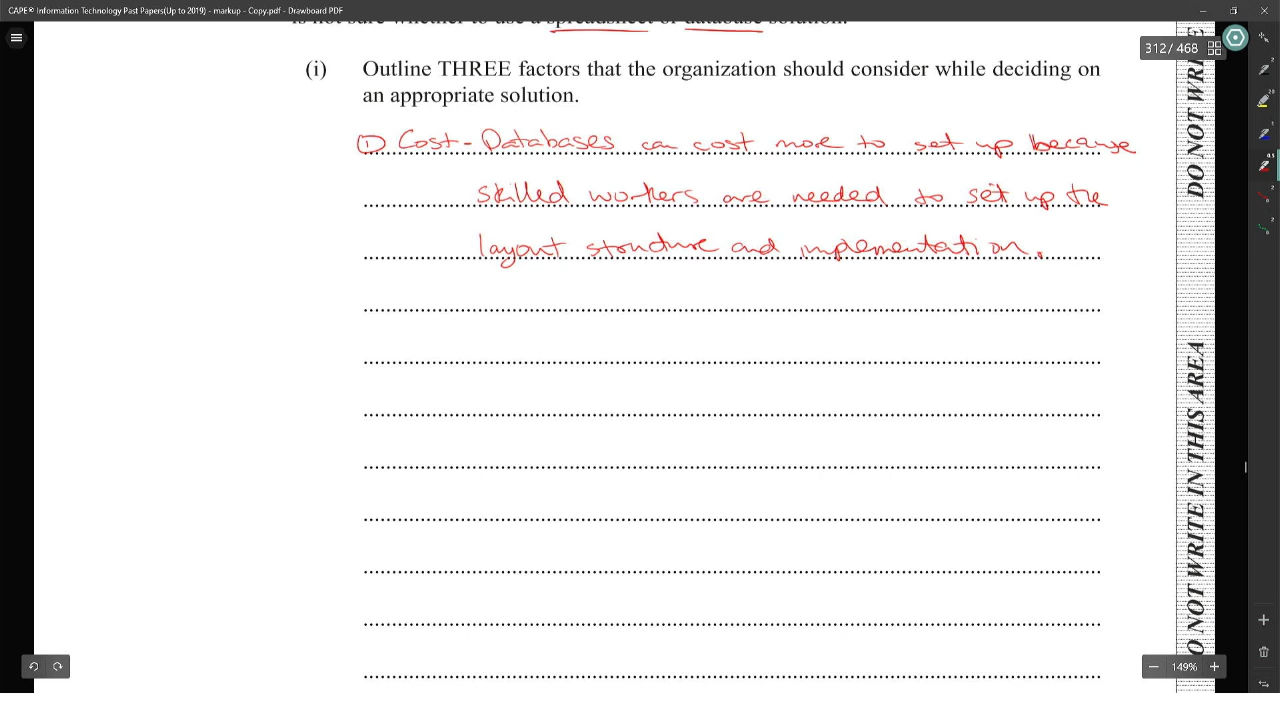 CAPE® Information Technology Past Papers(Up to 2019) - markup - Copy.pdf - Drawboard PDF
is not sure whether to use a spreadsheet or database solution.
312 / 468
(i) Outline THREE factors that the organization should consider while deciding on
an appropriate solution.
① Cost - Databases can cost more to set up because
skilled workers are needed to set up the
structure and implementation.
DO NOT WRITE
DO NOT WRITE IN THIS AREA
149%